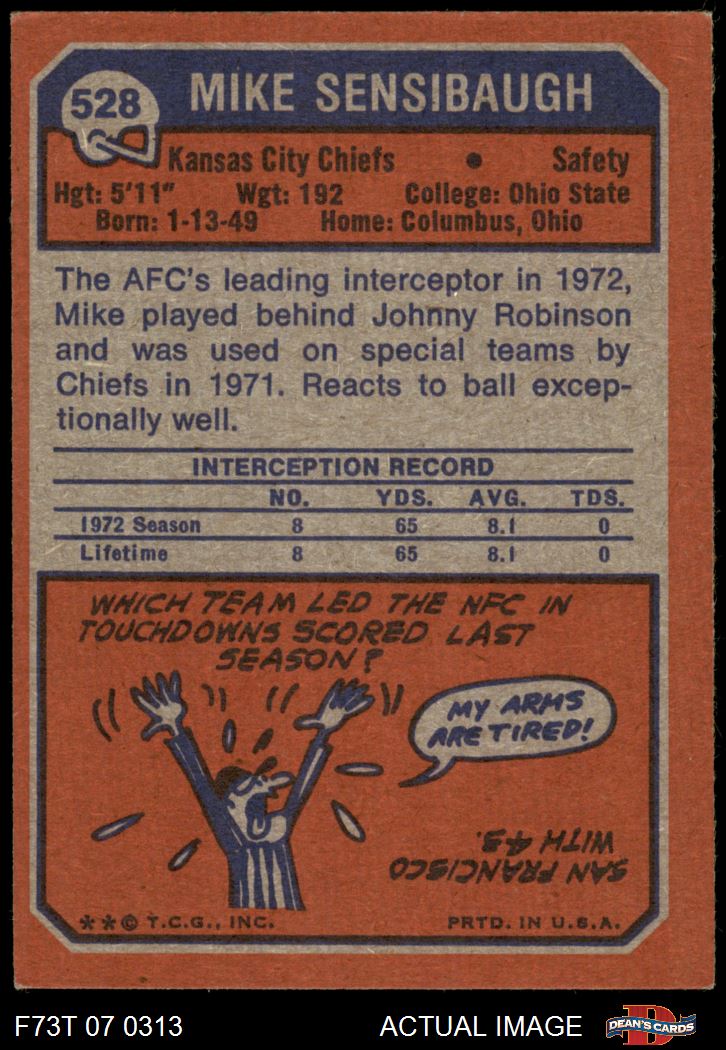 528
MIKE SENSIBAUGH
Kansas City Chiefs • Safety
Hgt: 5'11" Wgt: 192 College: Ohio State
Born: 1-13-49 Home: Columbus, Ohio
The AFC's leading interceptor in 1972,
Mike played behind Johnny Robinson
and was used on special teams by
Chiefs in 1971. Reacts to ball excep-
tionally well.
INTERCEPTION RECORD
NO. YDS. AVG. TDS.
1972 Season 8 65 8.1 0
Lifetime 8 65 8.1 0
WHICH TEAM LED THE NFC IN
TOUCHDOWNS SCORED LAST
SEASON?
MY ARMS
ARE TIRED!
SAN FRANCISCO
WITH 45.
**© T.C.G., INC. PRTD. IN U.S.A.
F73T 07 0313 ACTUAL IMAGE
D
DEAN'S CARDS